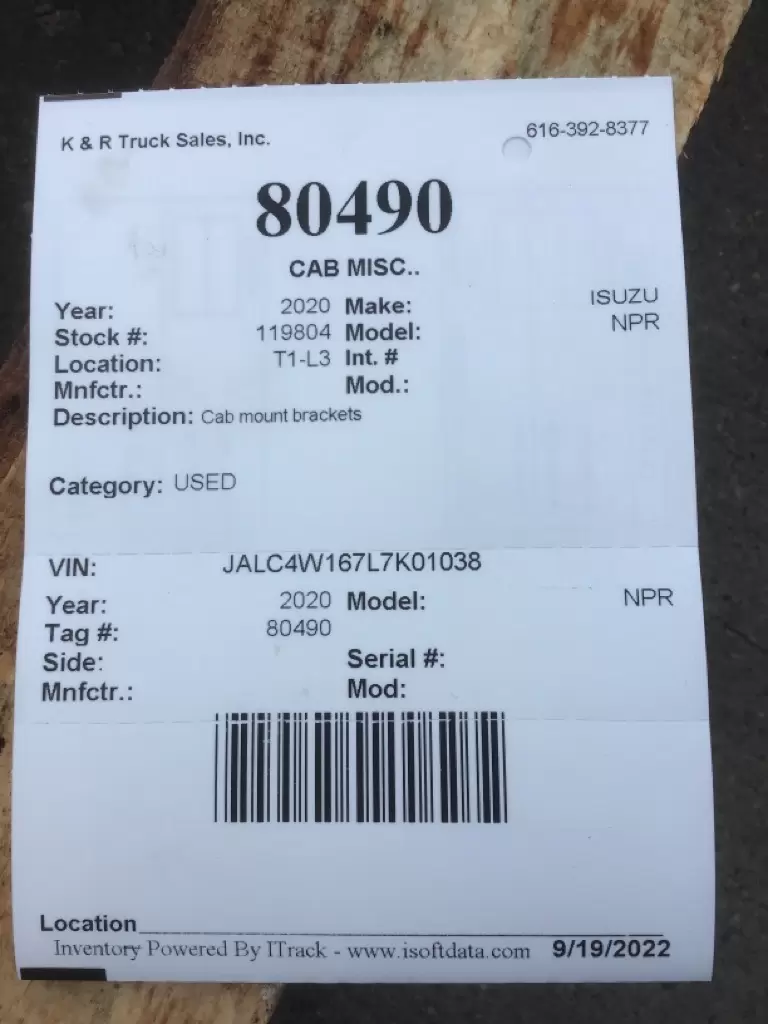 K & R Truck Sales, Inc. 616-392-8377
80490
CAB MISC..
Year: 2020 Make: ISUZU
Stock #: 119804 Model: NPR
Location: T1-L3 Int. #
Mnfctr.: Mod.:
Description: Cab mount brackets
Category: USED
VIN: JALC4W167L7K01038
Year: 2020 Model: NPR
Tag #: 80490
Side: Serial #:
Mnfctr.: Mod:
Location
Inventory Powered By ITrack - www.isoftdata.com 9/19/2022